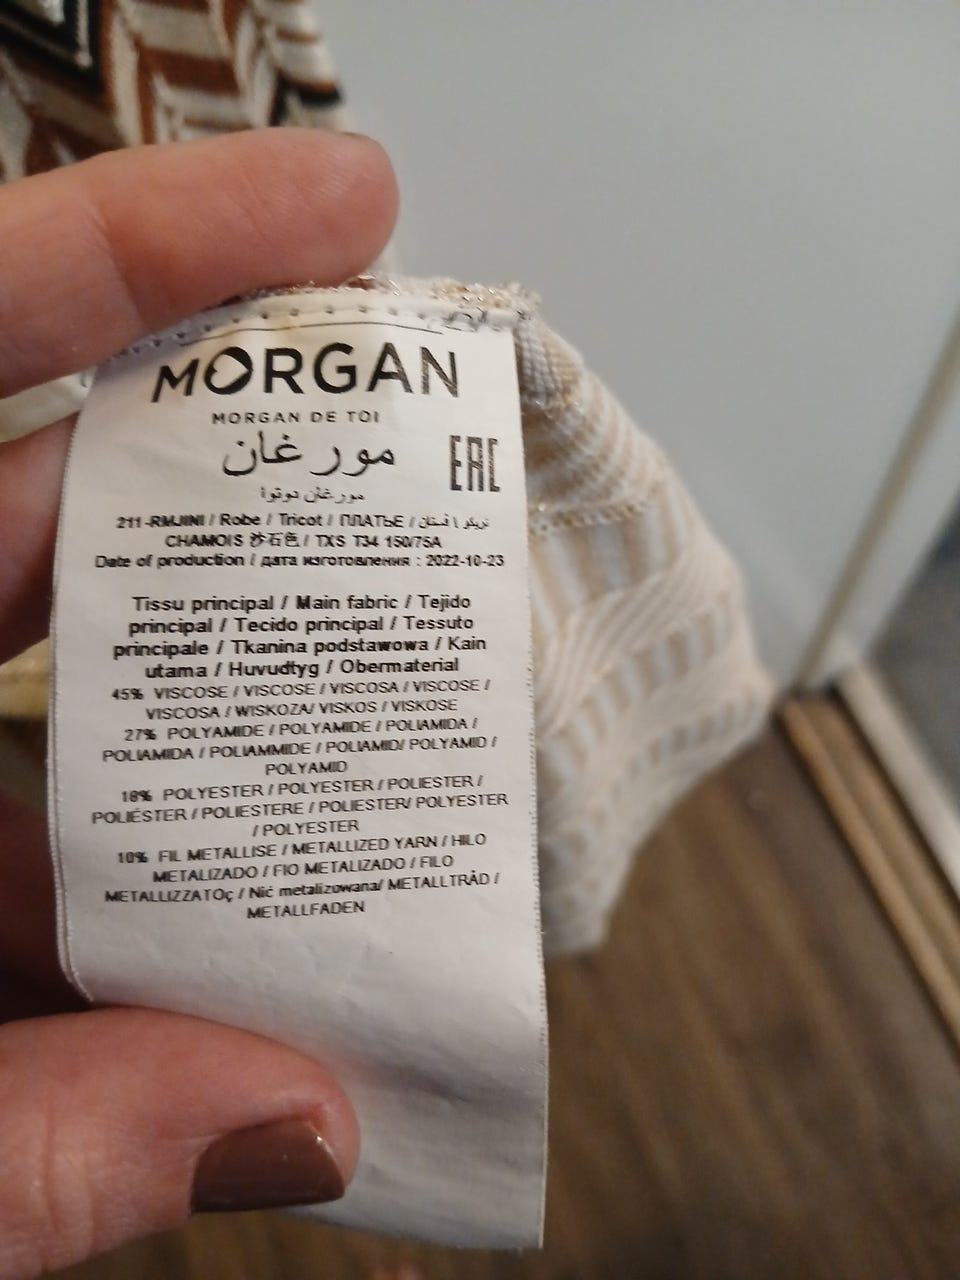 MORGAN
MORGAN DE TOI
مورغان
مورغان دوتوا
EAC
211-RMJINI / Robe / Tricot / ПЛАТЬЕ / تريكو \ فستان
CHAMOIS 沙石色 / TXS T34 150/75A
Date of production / дата изготовления : 2022-10-23
Tissu principal / Main fabric / Tejido
principal / Tecido principal / Tessuto
principale / Tkanina podstawowa / Kain
utama / Huvudtyg / Obermaterial
45% VISCOSE / VISCOSE / VISCOSA / VISCOSE /
VISCOSA / WISKOZA/ VISKOS / VISKOSE
27% POLYAMIDE / POLYAMIDE / POLIAMIDA /
POLIAMIDA / POLIAMMIDE / POLIAMID/ POLYAMID /
POLYAMID
18% POLYESTER / POLYESTER / POLIESTER /
POLIÉSTER / POLIESTERE / POLIESTER/ POLYESTER
/ POLYESTER
10% FIL METALLISE / METALLIZED YARN / HILO
METALIZADO / FIO METALIZADO / FILO
METALLIZZATOç / Nić metalizowana/ METALLTRÅD /
METALLFADEN